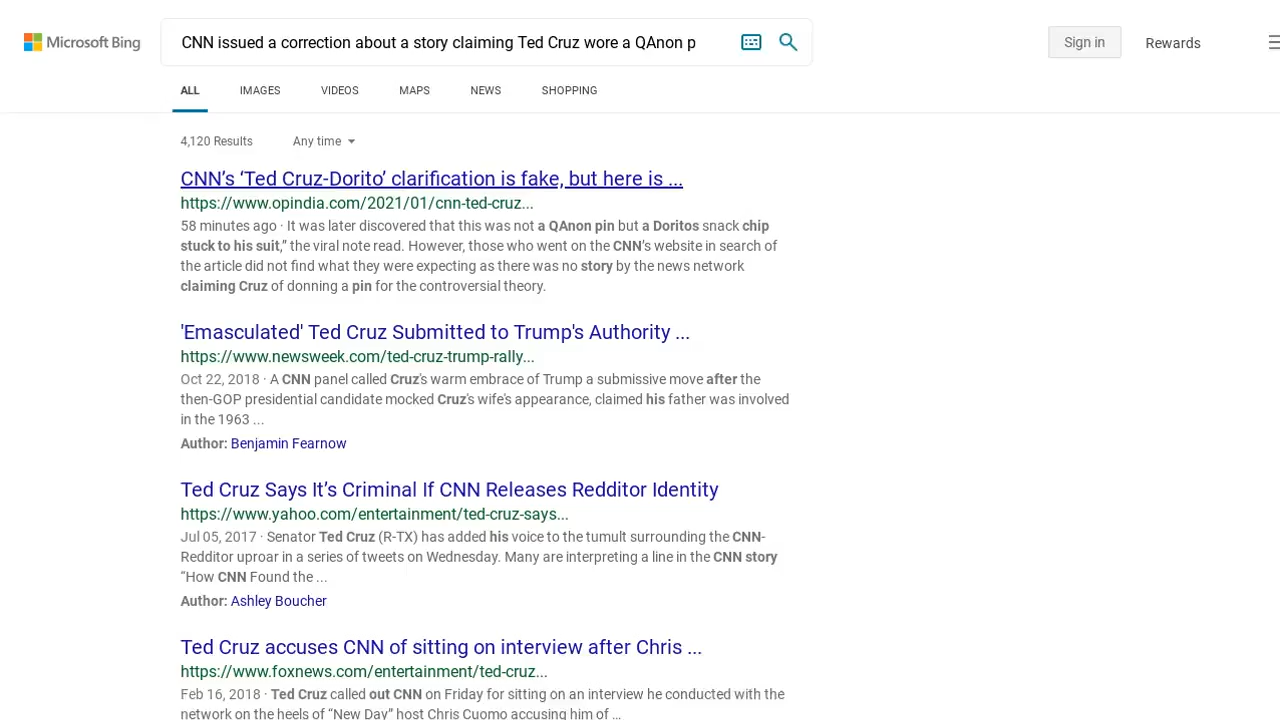 Microsoft Bing
CNN issued a correction about a story claiming Ted Cruz wore a QAnon p
Sign in
Rewards
ALL IMAGES VIDEOS MAPS NEWS SHOPPING
4,120 Results Any time
CNN’s ‘Ted Cruz-Dorito’ clarification is fake, but here is ...
https://www.opindia.com/2021/01/cnn-ted-cruz...
58 minutes ago · It was later discovered that this was not a QAnon pin but a Doritos snack chip
stuck to his suit,” the viral note read. However, those who went on the CNN’s website in search of
the article did not find what they were expecting as there was no story by the news network
claiming Cruz of donning a pin for the controversial theory.
'Emasculated' Ted Cruz Submitted to Trump's Authority ...
https://www.newsweek.com/ted-cruz-trump-rally...
Oct 22, 2018 · A CNN panel called Cruz's warm embrace of Trump a submissive move after the
then-GOP presidential candidate mocked Cruz's wife's appearance, claimed his father was involved
in the 1963 ...
Author: Benjamin Fearnow
Ted Cruz Says It’s Criminal If CNN Releases Redditor Identity
https://www.yahoo.com/entertainment/ted-cruz-says...
Jul 05, 2017 · Senator Ted Cruz (R-TX) has added his voice to the tumult surrounding the CNN-
Redditor uproar in a series of tweets on Wednesday. Many are interpreting a line in the CNN story
“How CNN Found the ...
Author: Ashley Boucher
Ted Cruz accuses CNN of sitting on interview after Chris ...
https://www.foxnews.com/entertainment/ted-cruz...
Feb 16, 2018 · Ted Cruz called out CNN on Friday for sitting on an interview he conducted with the
network on the heels of “New Day” host Chris Cuomo accusing him of ...